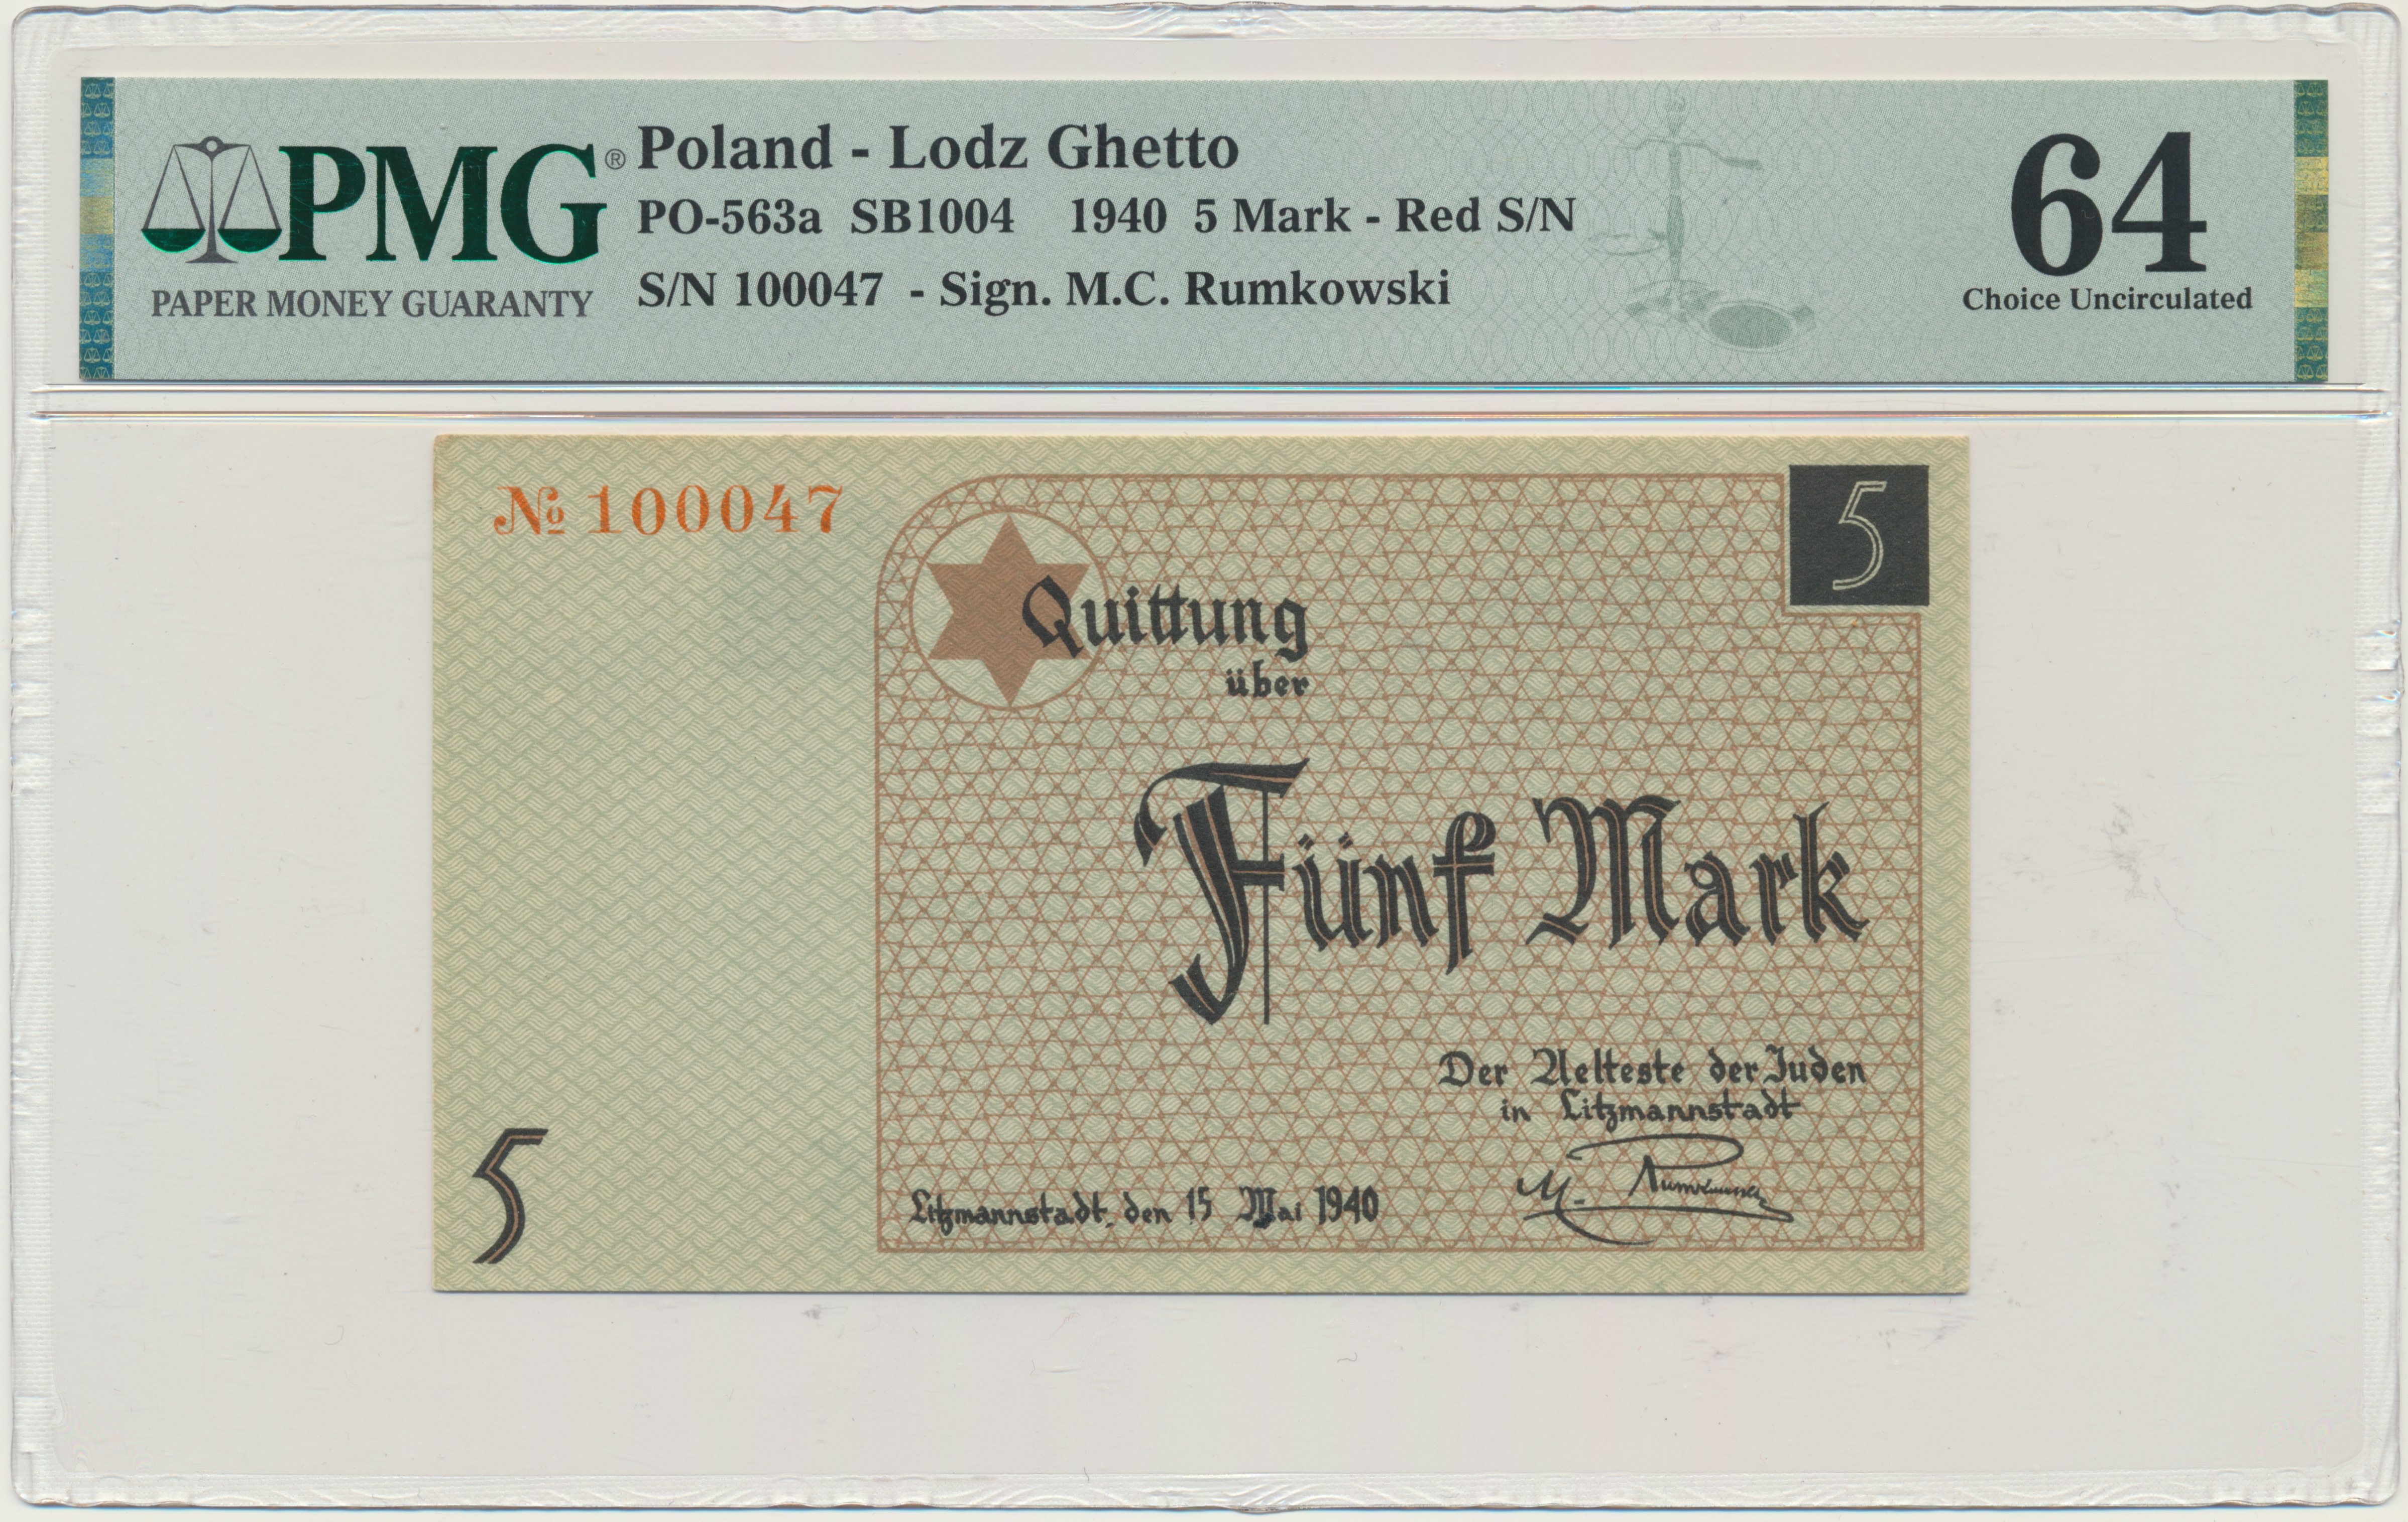 PMG®
PAPER MONEY GUARANTY
Poland - Lodz Ghetto
PO-563a SB1004 1940 5 Mark - Red S/N
S/N 100047 - Sign. M.C. Rumkowski
64
Choice Uncirculated
№ 100047
5
Quittung
über
Fünf Mark
Der Aelteste der Juden
in Litzmannstadt
M. Rumkowski
Litzmannstadt, den 15 Mai 1940
5